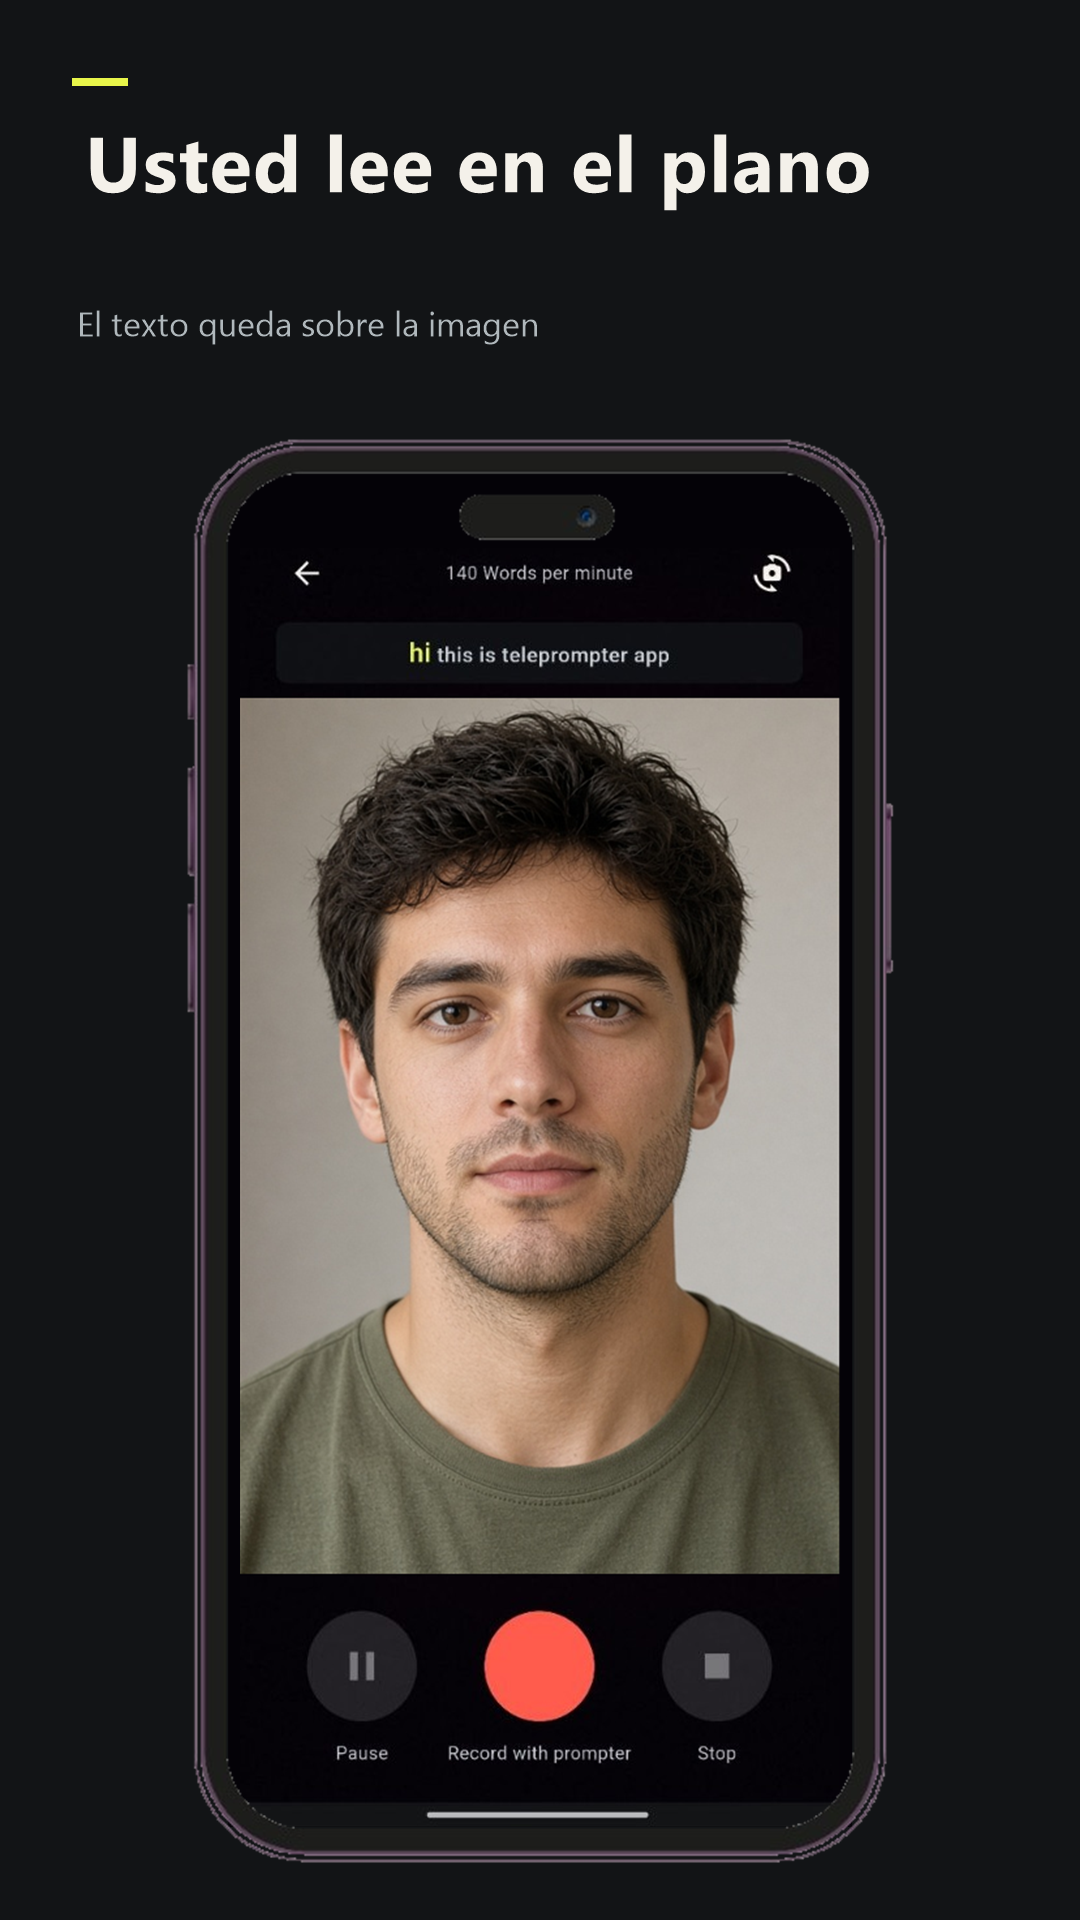 Usted lee en el plano
El texto queda sobre la imagen
140 Words per minute
hi this is teleprompter app
Pause
Record with prompter
Stop